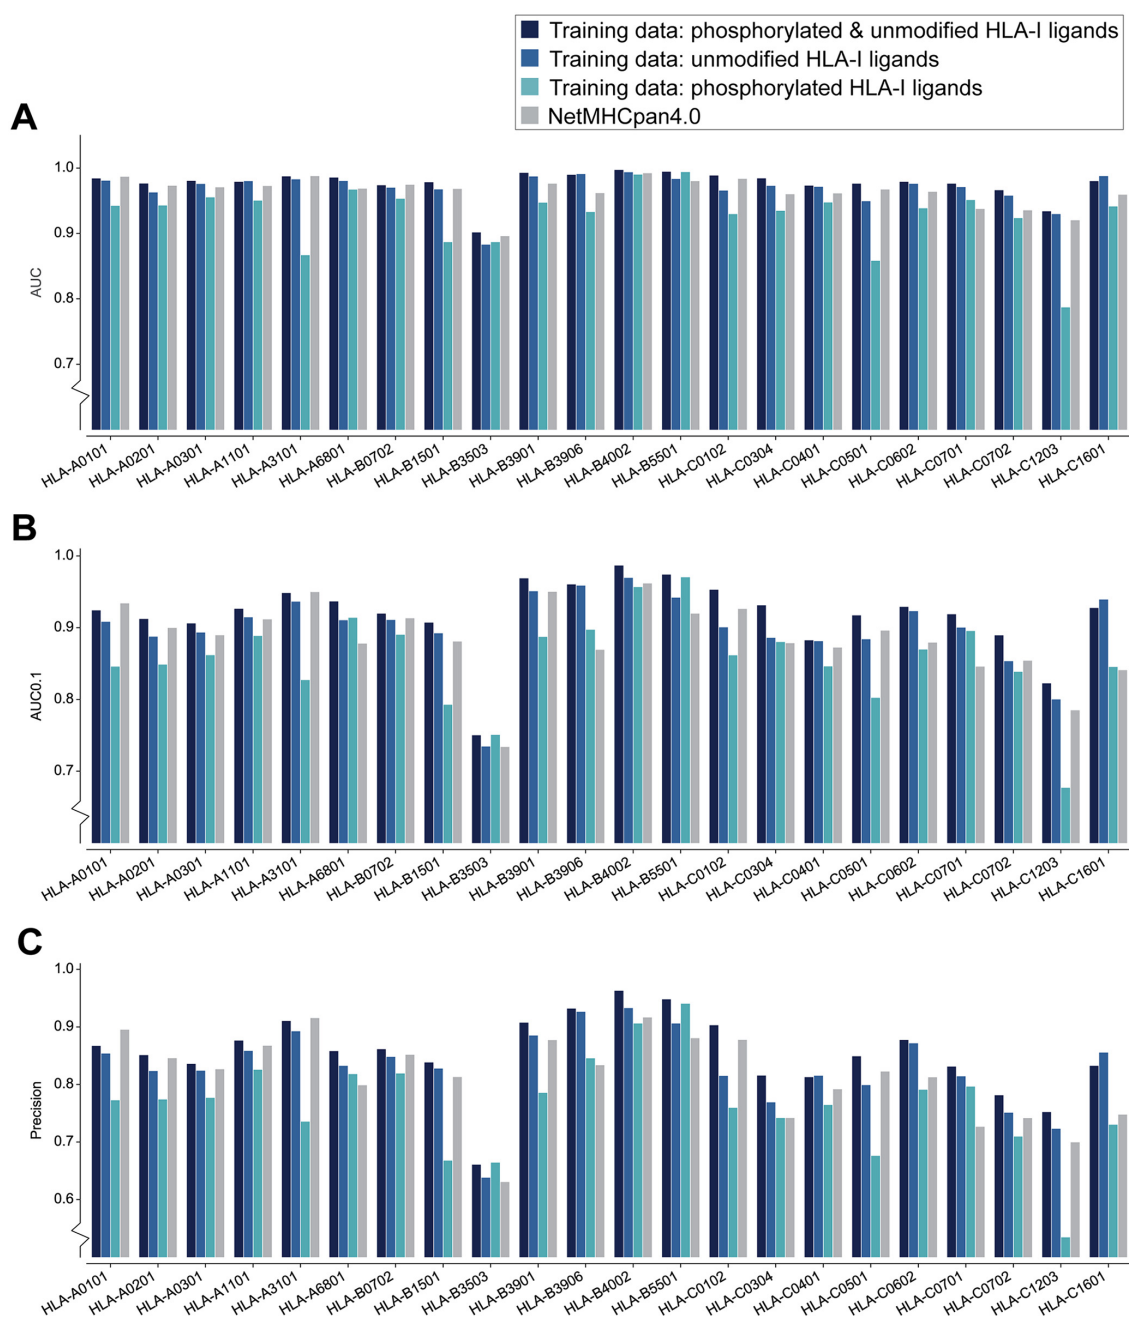 Training data: phosphorylated & unmodified HLA-I ligands
Training data: unmodified HLA-I ligands
Training data: phosphorylated HLA-I ligands
NetMHCpan4.0
A
1.0
0.9
0.8
0.7
AUC
HLA-A0101
HLA-A0201
HLA-A0301
HLA-A1101
HLA-A3101
HLA-A6801
HLA-B0702
HLA-B1501
HLA-B3503
HLA-B3901
HLA-B3906
HLA-B4002
HLA-B5501
HLA-C0102
HLA-C0304
HLA-C0401
HLA-C0501
HLA-C0602
HLA-C0701
HLA-C0702
HLA-C1203
HLA-C1601
B
1.0
0.9
0.8
0.7
AUC0.1
HLA-A0101
HLA-A0201
HLA-A0301
HLA-A1101
HLA-A3101
HLA-A6801
HLA-B0702
HLA-B1501
HLA-B3503
HLA-B3901
HLA-B3906
HLA-B4002
HLA-B5501
HLA-C0102
HLA-C0304
HLA-C0401
HLA-C0501
HLA-C0602
HLA-C0701
HLA-C0702
HLA-C1203
HLA-C1601
C
1.0
0.9
0.8
0.7
0.6
Precision
HLA-A0101
HLA-A0201
HLA-A0301
HLA-A1101
HLA-A3101
HLA-A6801
HLA-B0702
HLA-B1501
HLA-B3503
HLA-B3901
HLA-B3906
HLA-B4002
HLA-B5501
HLA-C0102
HLA-C0304
HLA-C0401
HLA-C0501
HLA-C0602
HLA-C0701
HLA-C0702
HLA-C1203
HLA-C1601